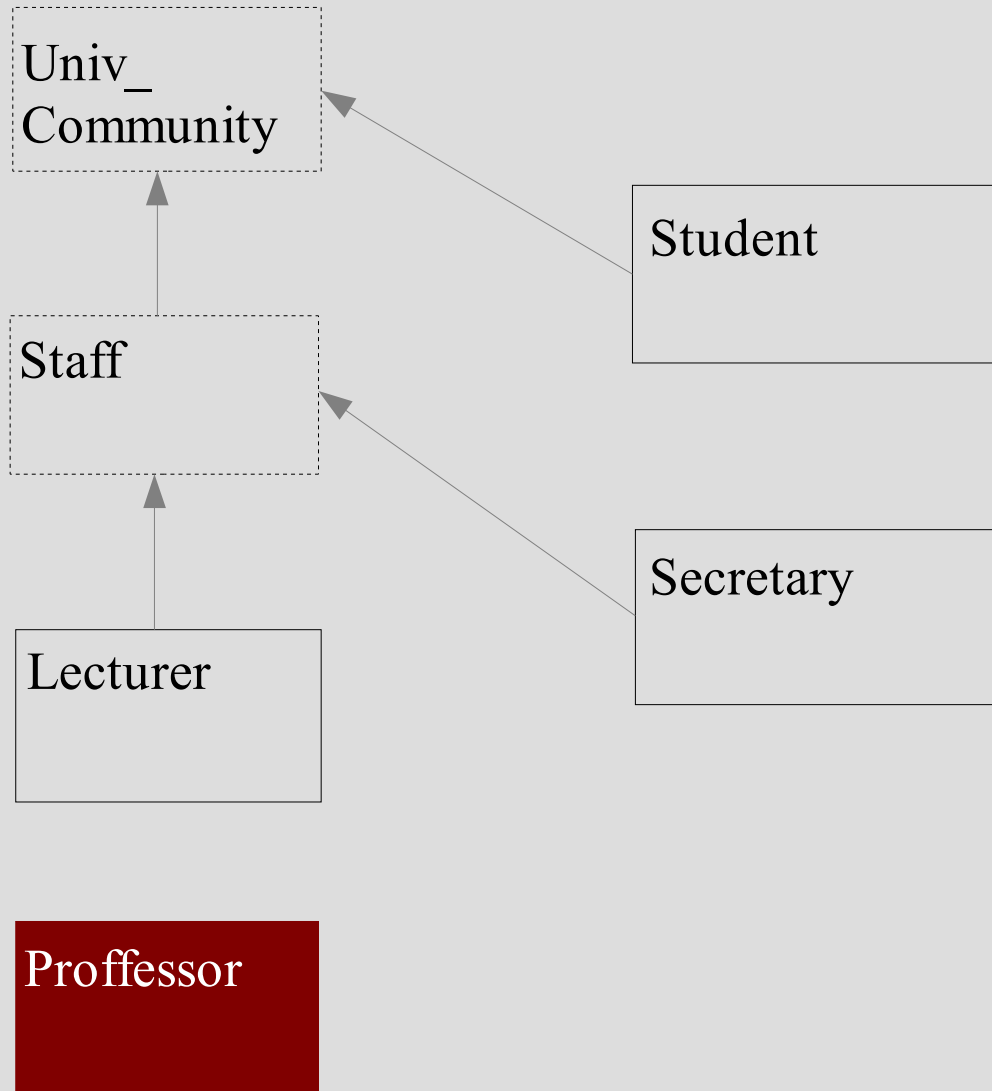 Univ_
Community
Student
Staff
Secretary
Lecturer
Proffessor